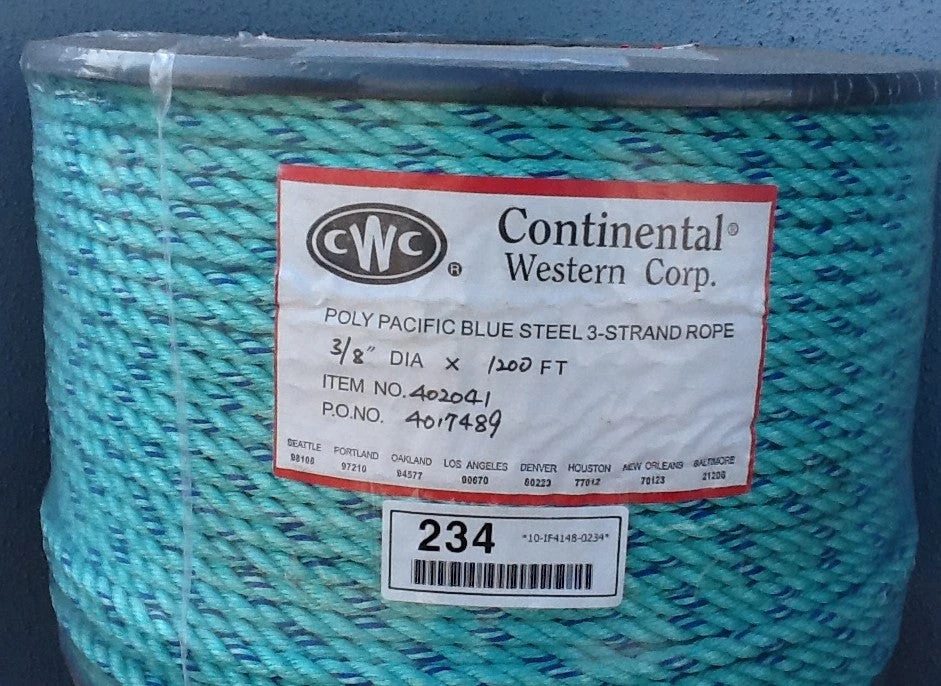 CWC ®
Continental®
Western Corp.
POLY PACIFIC BLUE STEEL 3-STRAND ROPE
3/8" DIA x 1200 FT
ITEM NO. 402041
P.O.NO. 4017489
SEATTLE PORTLAND OAKLAND LOS ANGELES DENVER HOUSTON NEW ORLEANS BALTIMORE
98108 97210 94577 90670 80223 77012 70123 21206
234 *10-1F4148-0234*